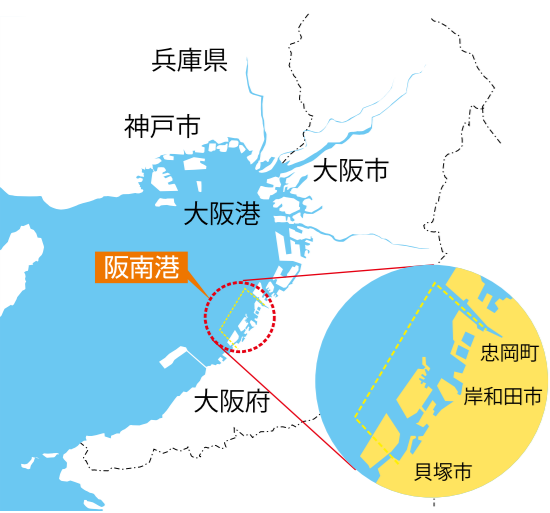 兵庫県
神戸市
大阪市
大阪港
阪南港
忠岡町
岸和田市
大阪府
貝塚市